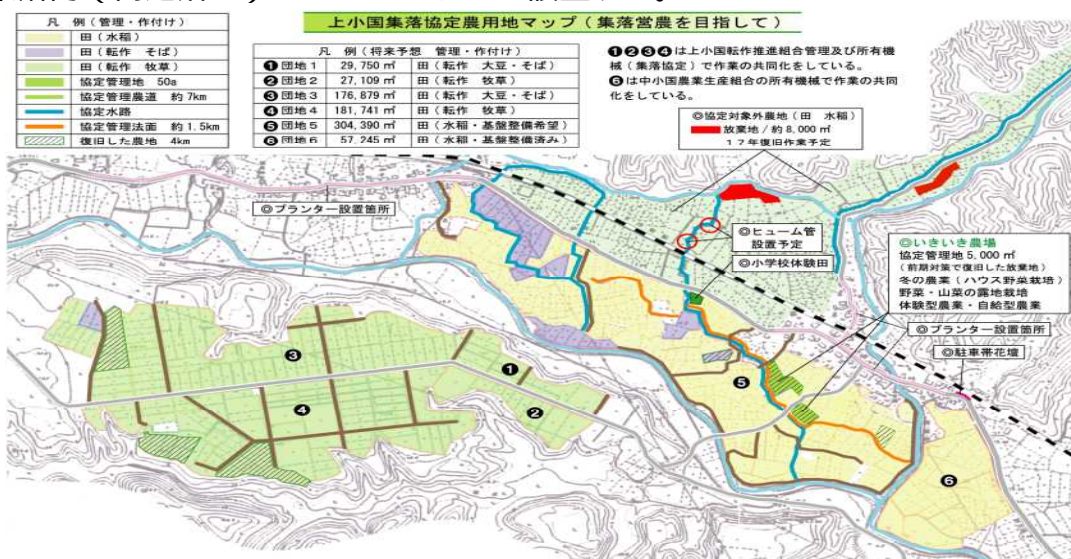 上小国集落協定農用地マップ（集落営農を目指して）
凡　例（管理・作付け）
田（水稲）
田（転作　そば）
田（転作　牧草）
協定管理地　50a
協定管理農道　約7km
協定水路
協定管理法面　約1.5km
復旧した農地　4km
凡　例（将来予想　管理・作付け）
❶団地1　29,750㎡　田（転作　大豆・そば）
❷団地2　27,109㎡　田（転作　牧草）
❸団地3　176,879㎡　田（転作　大豆・そば）
❹団地4　181,741㎡　田（転作　牧草）
❺団地5　304,390㎡　田（水稲・基盤整備希望）
❻団地6　57,245㎡　田（水稲・基盤整備済み）
❶❷❸❹は上小国転作推進組合管理及び所有機
械（集落協定）で作業の共同化をしている。
❻は中小国農業生産組合の所有機械で作業の共同
化をしている。
◎協定対象外農地（田　水稲）
放棄地／約8,000㎡
17年復旧作業予定
◎プランター設置箇所
◎ヒューム管
設置予定
◎小学校体験田
◎いきいき農場
協定管理地5,000㎡
（前期対策で復旧した放棄地）
冬の農業（ハウス野菜栽培）
野菜・山菜の露地栽培
体験型農業・自給型農業
◎プランター設置箇所
◎駐車帯花壇
❸
❶
❹
❷
❺
❻